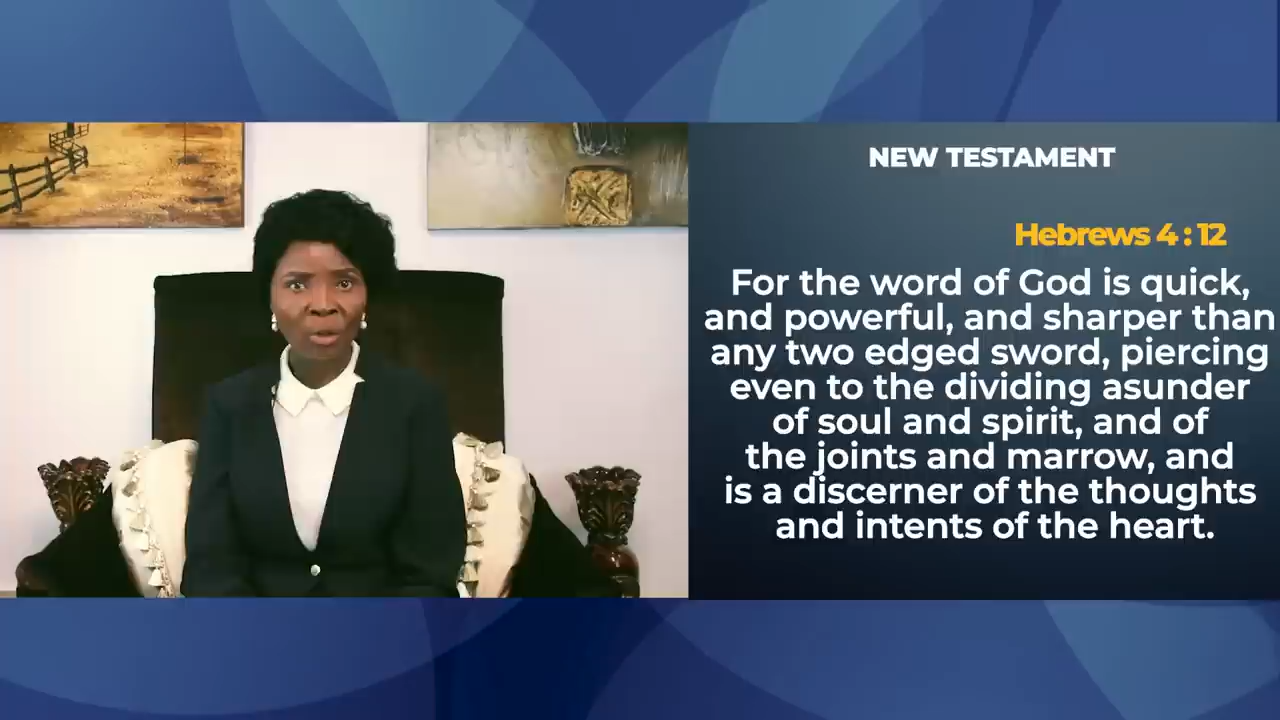 NEW TESTAMENT
Hebrews 4 : 12
For the word of God is quick,
and powerful, and sharper than
any two edged sword, piercing
even to the dividing asunder
of soul and spirit, and of
the joints and marrow, and
is a discerner of the thoughts
and intents of the heart.